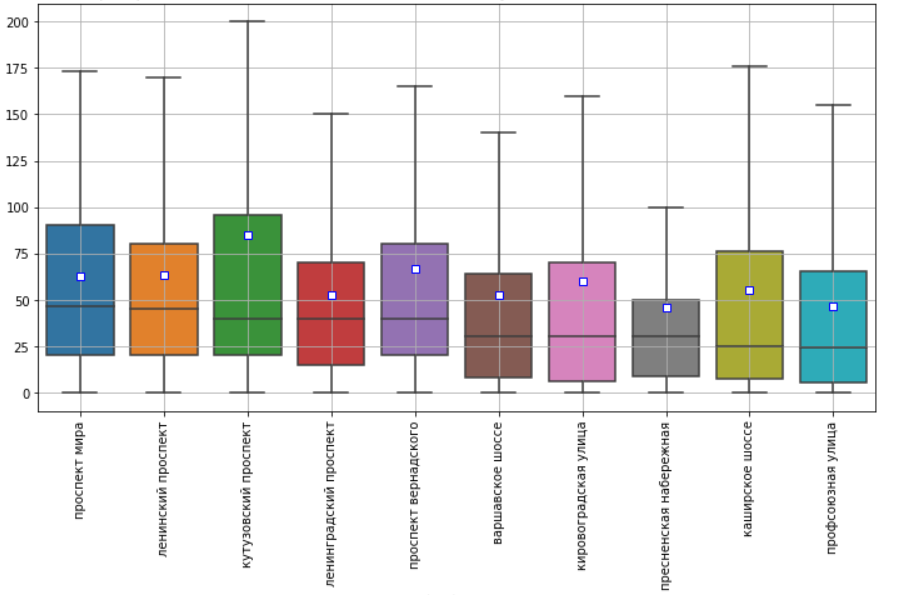 200
175
150
125
100
75
50
25
0
проспект мира
ленинский проспект
кутузовский проспект
ленинградский проспект
проспект вернадского
варшавское шоссе
кировоградская улица
пресненская набережная
каширское шоссе
профсоюзная улица